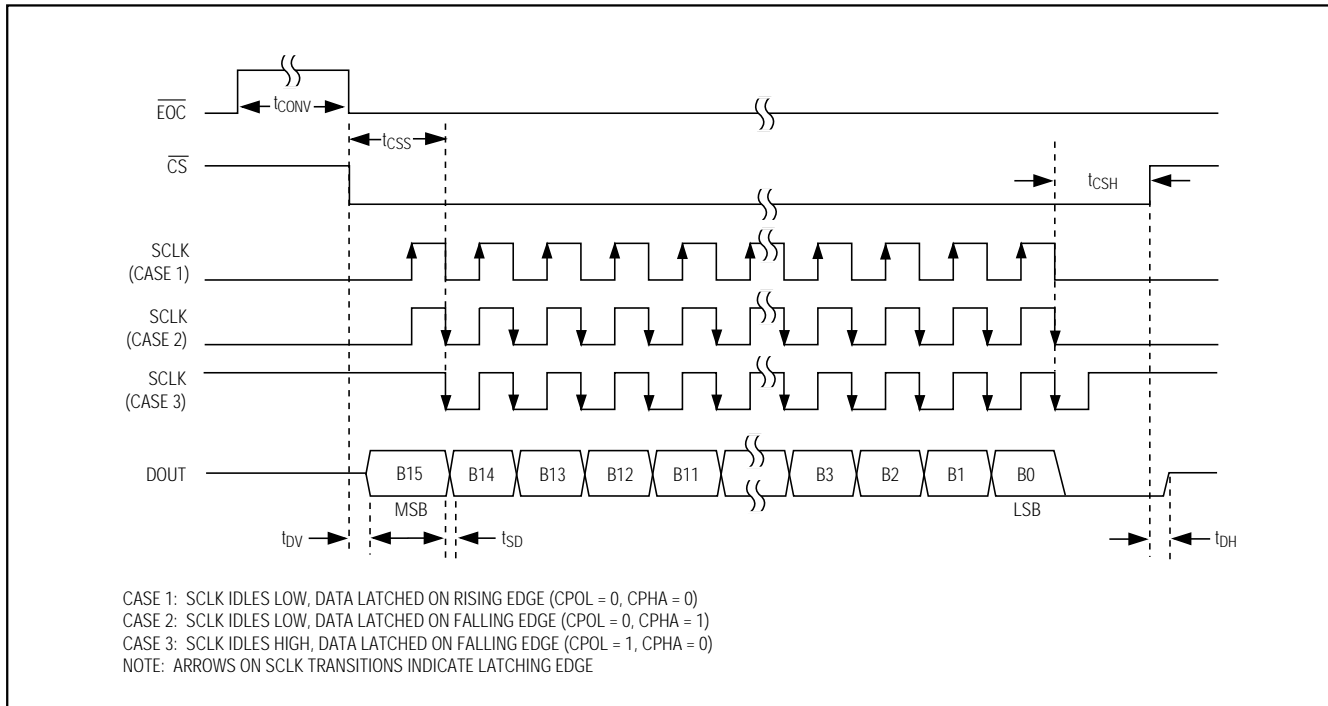 EOC
tCONV
tCSS
CS
tCSH
SCLK
(CASE 1)
SCLK
(CASE 2)
SCLK
(CASE 3)
DOUT
B15
B14
B13
B12
B11
B3
B2
B1
B0
MSB
LSB
tDV
tSD
tDH
CASE 1: SCLK IDLES LOW, DATA LATCHED ON RISING EDGE (CPOL = 0, CPHA = 0)
CASE 2: SCLK IDLES LOW, DATA LATCHED ON FALLING EDGE (CPOL = 0, CPHA = 1)
CASE 3: SCLK IDLES HIGH, DATA LATCHED ON FALLING EDGE (CPOL = 1, CPHA = 0)
NOTE: ARROWS ON SCLK TRANSITIONS INDICATE LATCHING EDGE